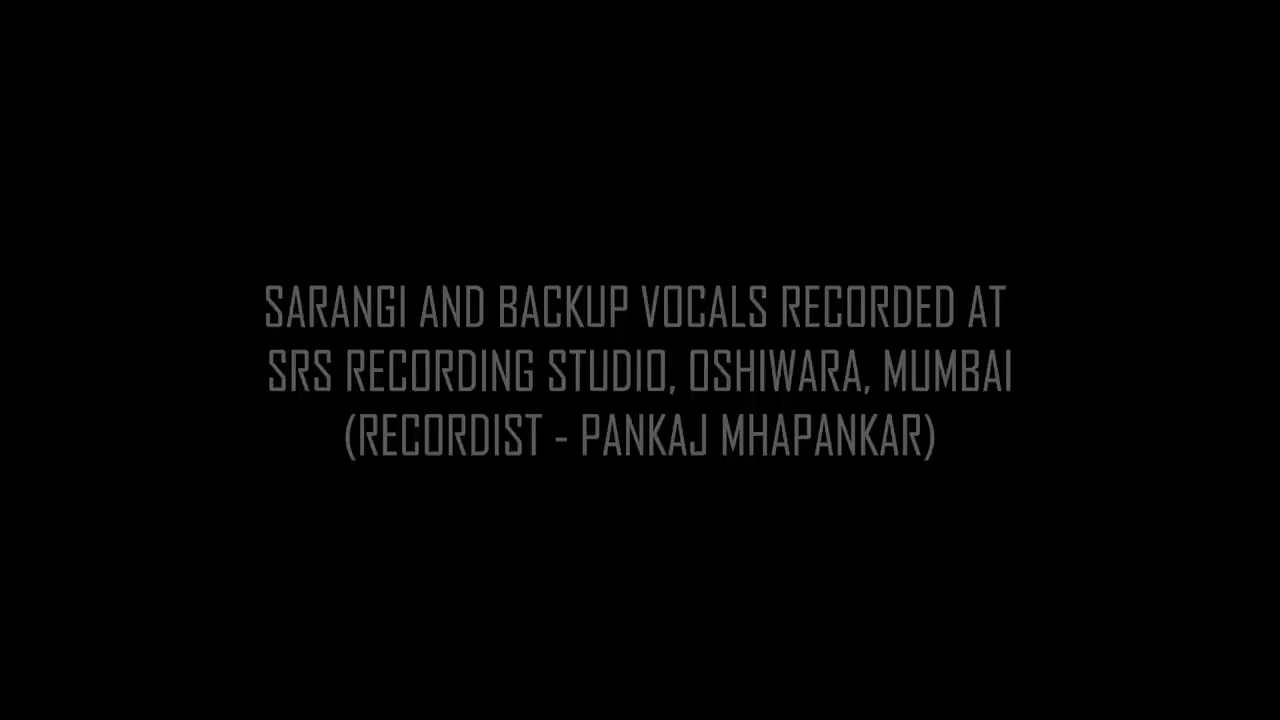 SARANGI AND BACKUP VOCALS RECORDED AT
SRS RECORDING STUDIO, OSHIWARA, MUMBAI
(RECORDIST - PANKAJ MHAPANKAR)